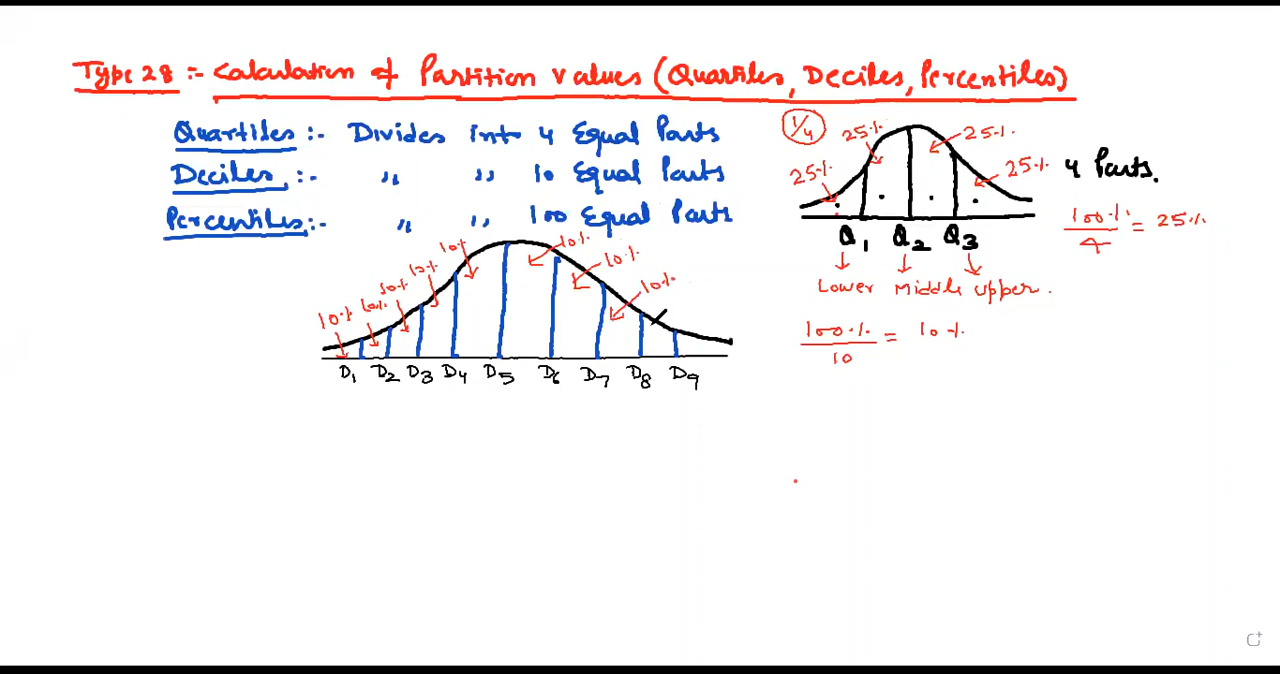 Type 28 :- Calculation of Partition Values (Quartiles, Deciles, Percentiles)
Quartiles :- Divides into 4 Equal Parts
Deciles :- " " 10 Equal Parts
Percentiles :- " " 100 Equal Parts
1/4
25% 25% 25% 25%
4 Parts.
Q1 Q2 Q3
Lower Middle Upper.
100%/4 = 25%
100%/10 = 10%
10% 10% 10% 10% 10% 10% 10% 10%
D1 D2 D3 D4 D5 D6 D7 D8 D9